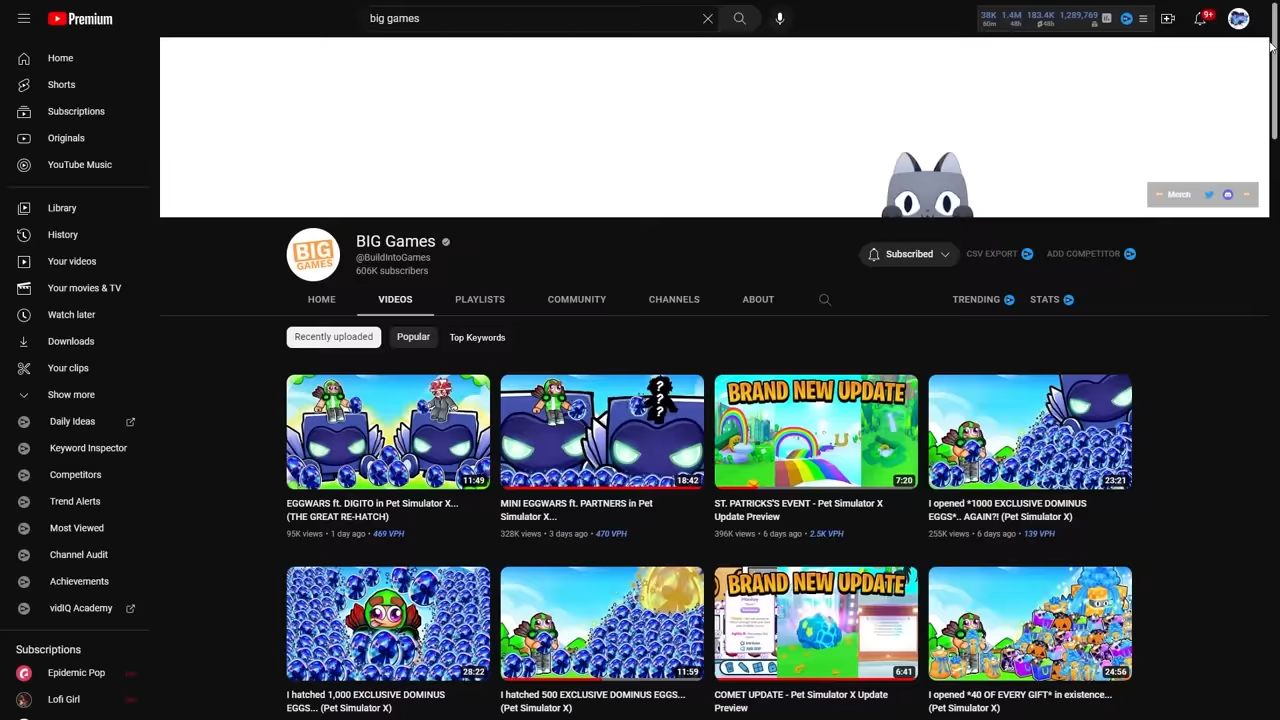 Premium
big games
38K 1.4M 183.4K 1,289,769
60m 48h 48h
9+
Home
Shorts
Subscriptions
Originals
YouTube Music
Library
History
Your videos
Your movies & TV
Watch later
Downloads
Your clips
Show more
Daily Ideas
Keyword Inspector
Competitors
Trend Alerts
Most Viewed
Channel Audit
Achievements
vidIQ Academy
Subscriptions
Epidemic Pop
Lofi Girl
Merch
BIG
GAMES
BIG Games
@BuildIntoGames
606K subscribers
Subscribed
CSV EXPORT
ADD COMPETITOR
HOME VIDEOS PLAYLISTS COMMUNITY CHANNELS ABOUT
TRENDING STATS
Recently uploaded Popular Top Keywords
11:49
EGGWARS ft. DIGITO in Pet Simulator X...
(THE GREAT RE-HATCH)
95K views • 1 day ago • 469 VPH
? ? ?
18:42
MINI EGGWARS ft. PARTNERS in Pet
Simulator X...
328K views • 3 days ago • 470 VPH
BRAND NEW UPDATE
7:20
ST. PATRICKS'S EVENT - Pet Simulator X
Update Preview
396K views • 6 days ago • 2.5K VPH
23:21
I opened *1000 EXCLUSIVE DOMINUS
EGGS*.. AGAIN?! (Pet Simulator X)
255K views • 6 days ago • 139 VPH
28:22
I hatched 1,000 EXCLUSIVE DOMINUS
EGGS... (Pet Simulator X)
11:59
I hatched 500 EXCLUSIVE DOMINUS EGGS...
(Pet Simulator X)
BRAND NEW UPDATE
6:41
COMET UPDATE - Pet Simulator X Update
Preview
24:56
I opened *40 OF EVERY GIFT* in existence...
(Pet Simulator X)